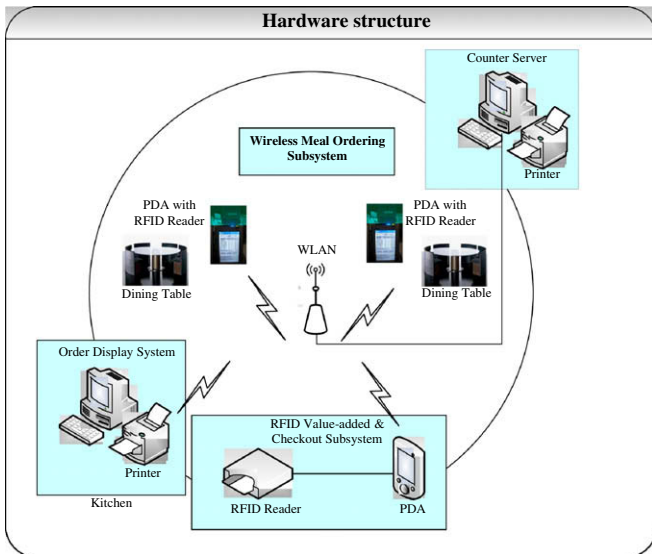 Hardware structure
Counter Server
Printer
Wireless Meal Ordering
Subsystem
PDA with
RFID Reader
Dining Table
WLAN
PDA with
RFID Reader
Dining Table
Order Display System
Printer
Kitchen
RFID Value-added &
Checkout Subsystem
RFID Reader
PDA